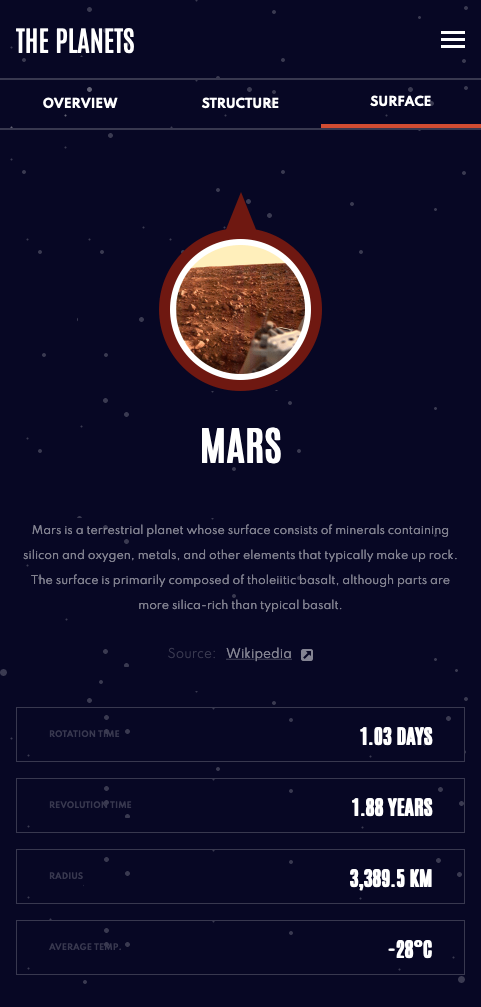 THE PLANETS
OVERVIEW STRUCTURE SURFACE
MARS
Mars is a terrestrial planet whose surface consists of minerals containing
silicon and oxygen, metals, and other elements that typically make up rock.
The surface is primarily composed of tholeiitic basalt, although parts are
more silica-rich than typical basalt.
Source: Wikipedia
ROTATION TIME 1.03 DAYS
REVOLUTION TIME 1.88 YEARS
RADIUS 3,389.5 KM
AVERAGE TEMP. -28°C